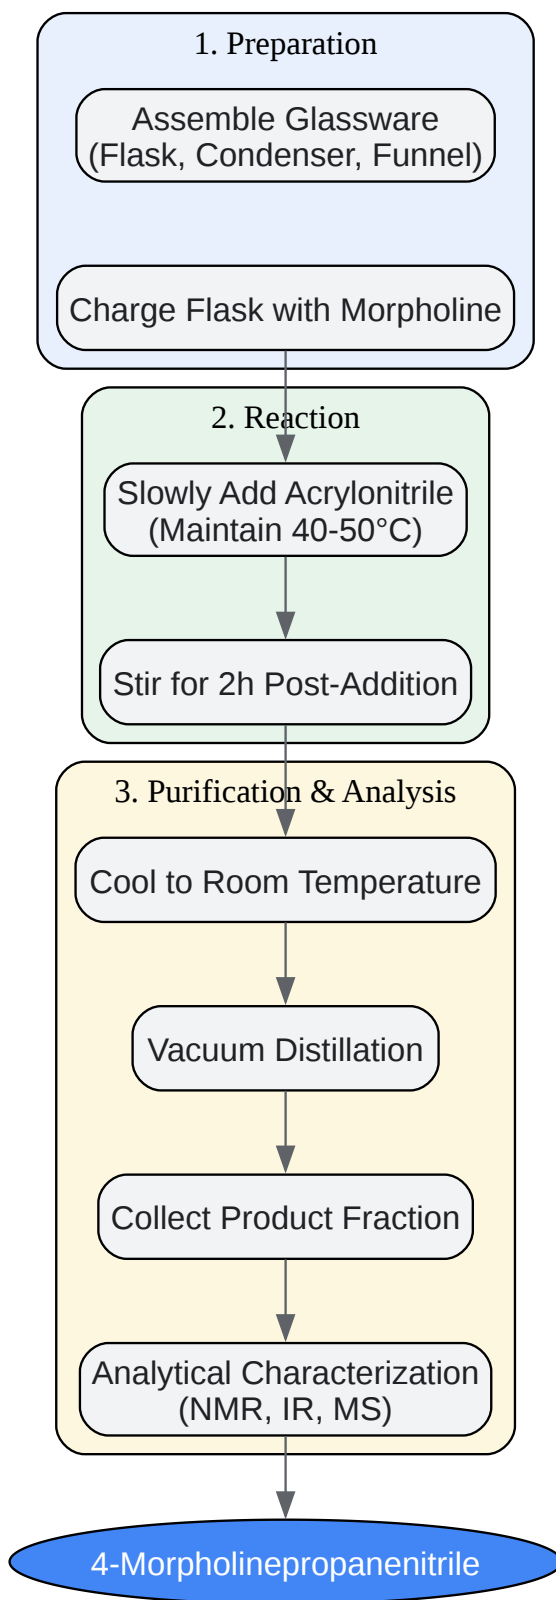 1. Preparation
Assemble Glassware
(Flask, Condenser, Funnel)
Charge Flask with Morpholine
2. Reaction
Slowly Add Acrylonitrile
(Maintain 40-50°C)
Stir for 2h Post-Addition
3. Purification & Analysis
Cool to Room Temperature
Vacuum Distillation
Collect Product Fraction
Analytical Characterization
(NMR, IR, MS)
4-Morpholinepropanenitrile